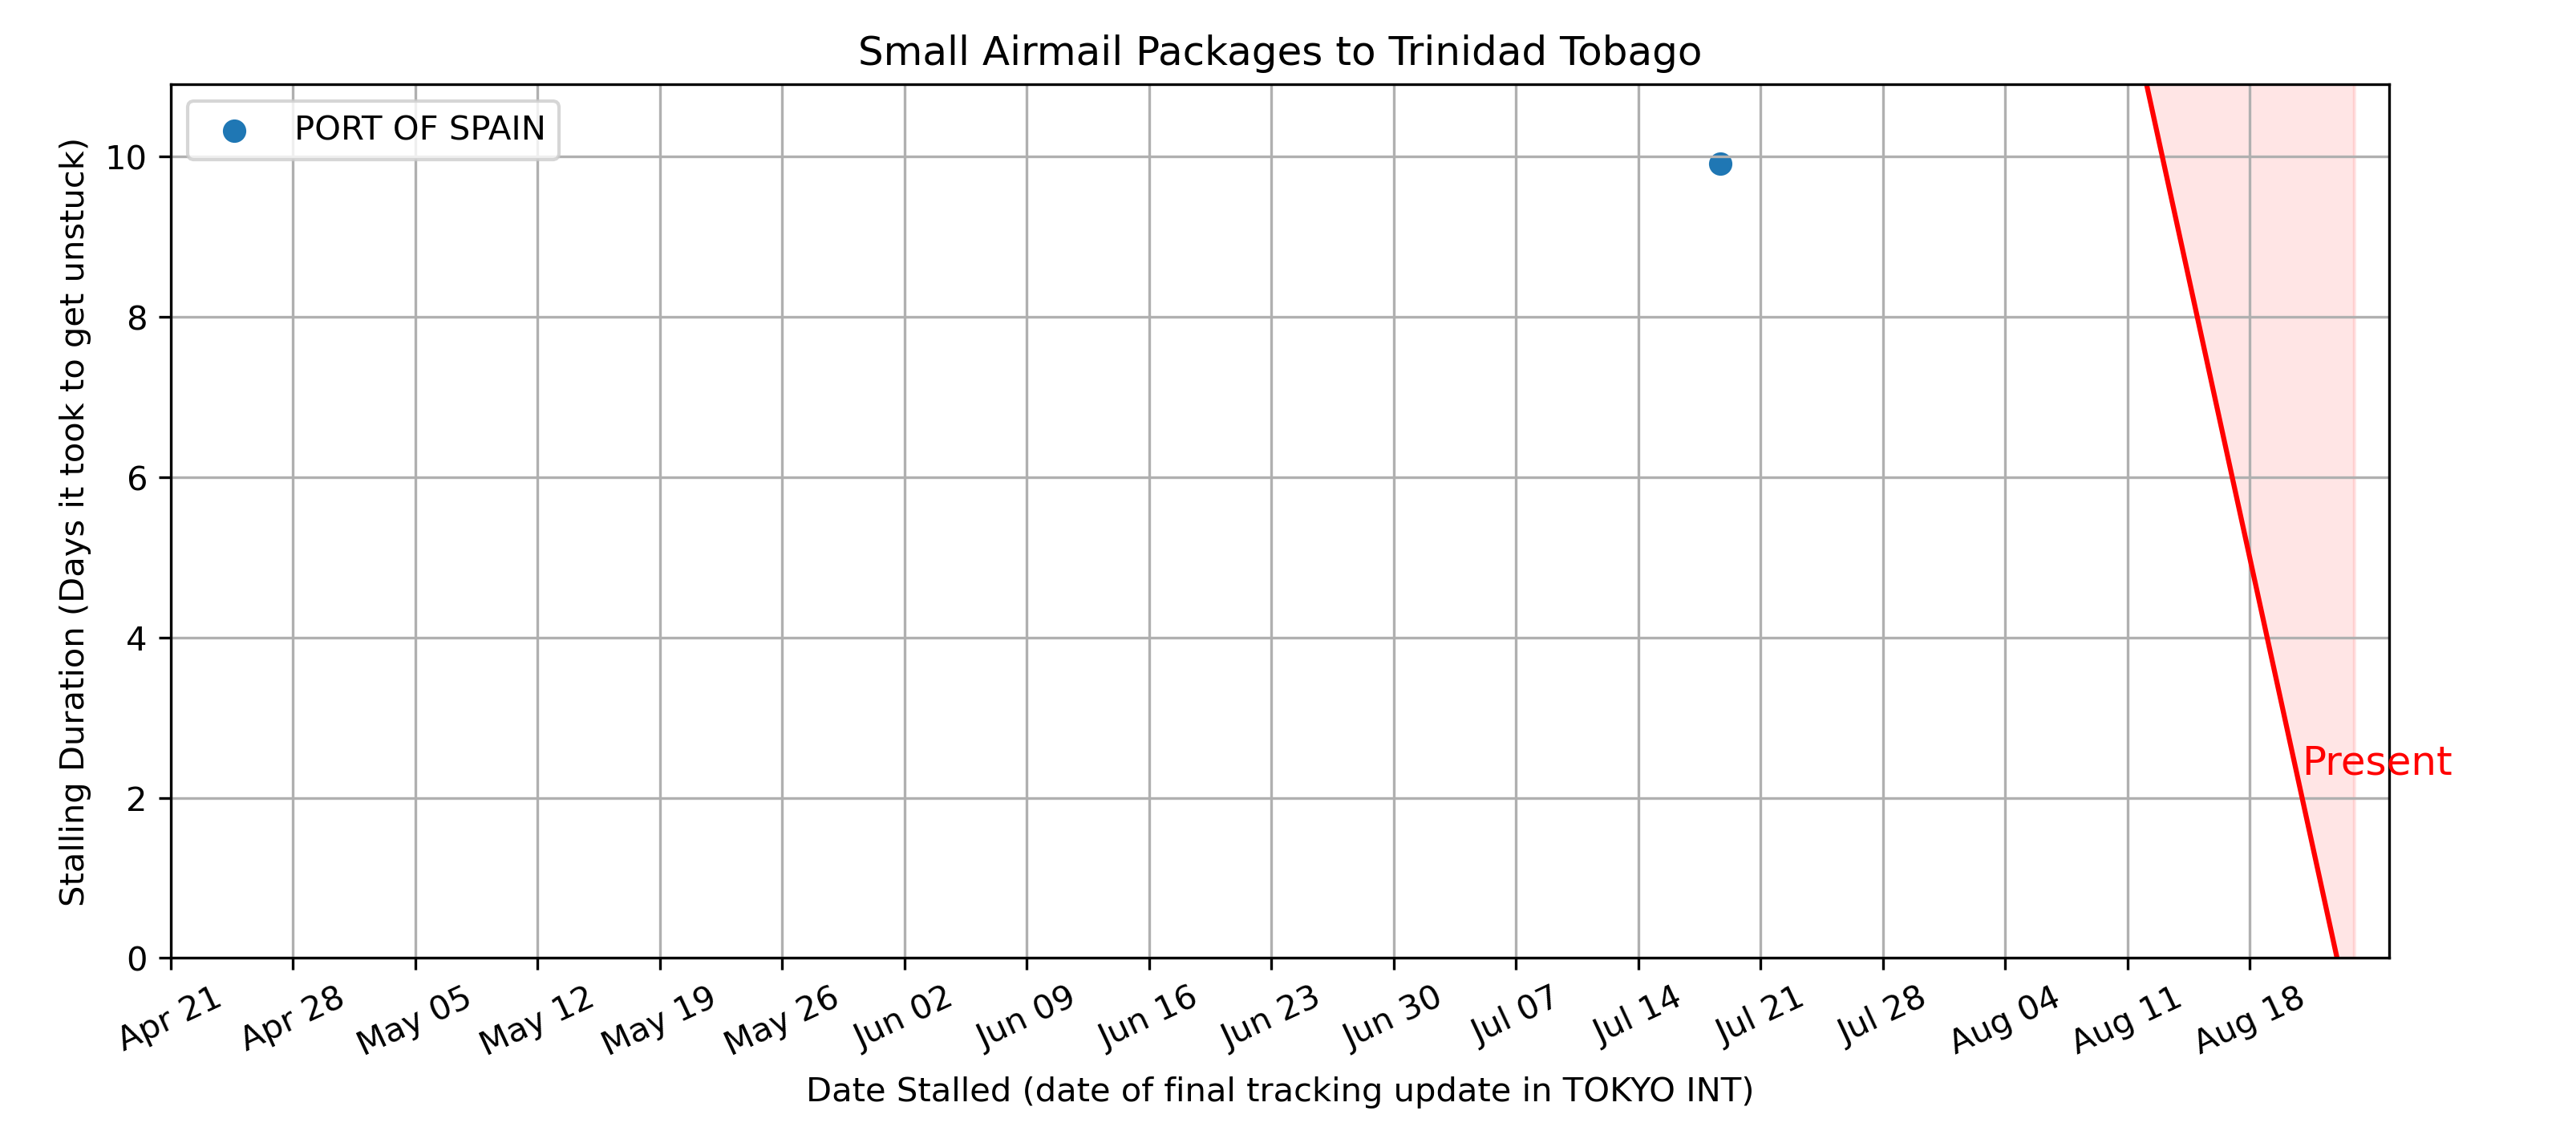 Small Airmail Packages to Trinidad Tobago
PORT OF SPAIN
Stalling Duration (Days it took to get unstuck)
10
8
6
4
2
0
Present
Apr 21
Apr 28
May 05
May 12
May 19
May 26
Jun 02
Jun 09
Jun 16
Jun 23
Jun 30
Jul 07
Jul 14
Jul 21
Jul 28
Aug 04
Aug 11
Aug 18
Date Stalled (date of final tracking update in TOKYO INT)